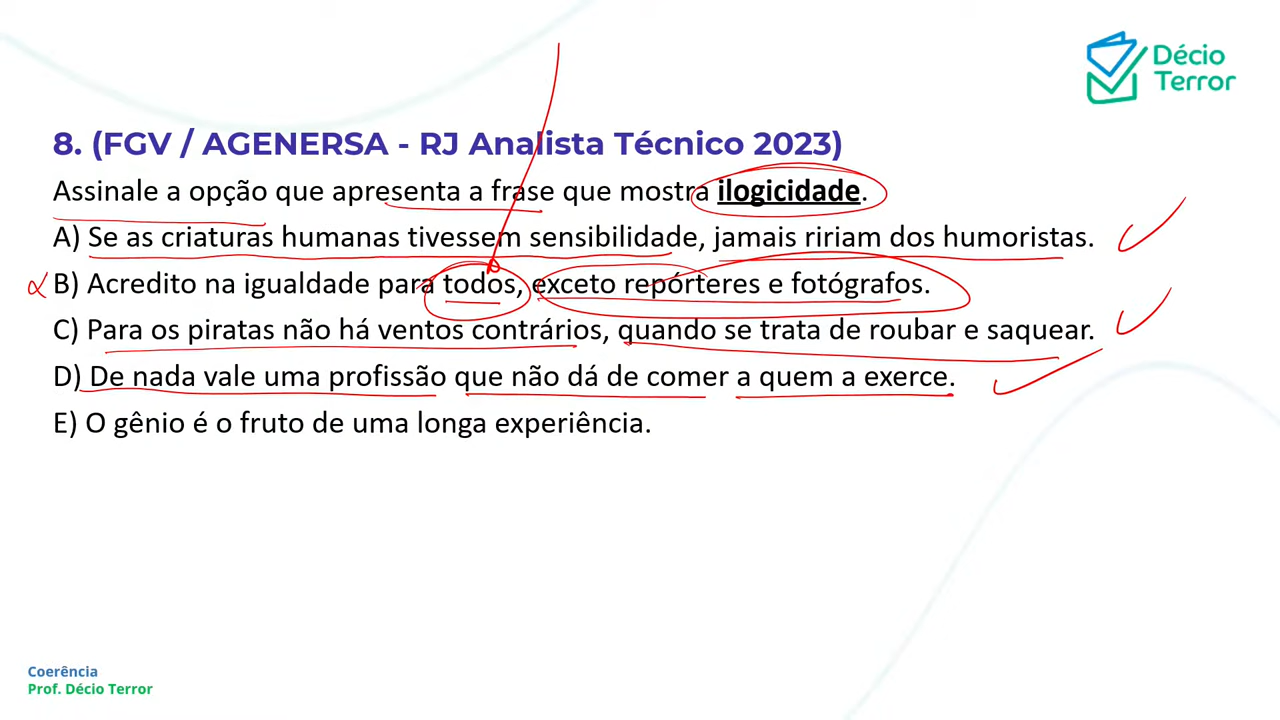 Décio
Terror
8. (FGV / AGENERSA - RJ Analista Técnico 2023)
Assinale a opção que apresenta a frase que mostra ilogicidade.
A) Se as criaturas humanas tivessem sensibilidade, jamais ririam dos humoristas.
B) Acredito na igualdade para todos, exceto repórteres e fotógrafos.
C) Para os piratas não há ventos contrários, quando se trata de roubar e saquear.
D) De nada vale uma profissão que não dá de comer a quem a exerce.
E) O gênio é o fruto de uma longa experiência.
Coerência
Prof. Décio Terror